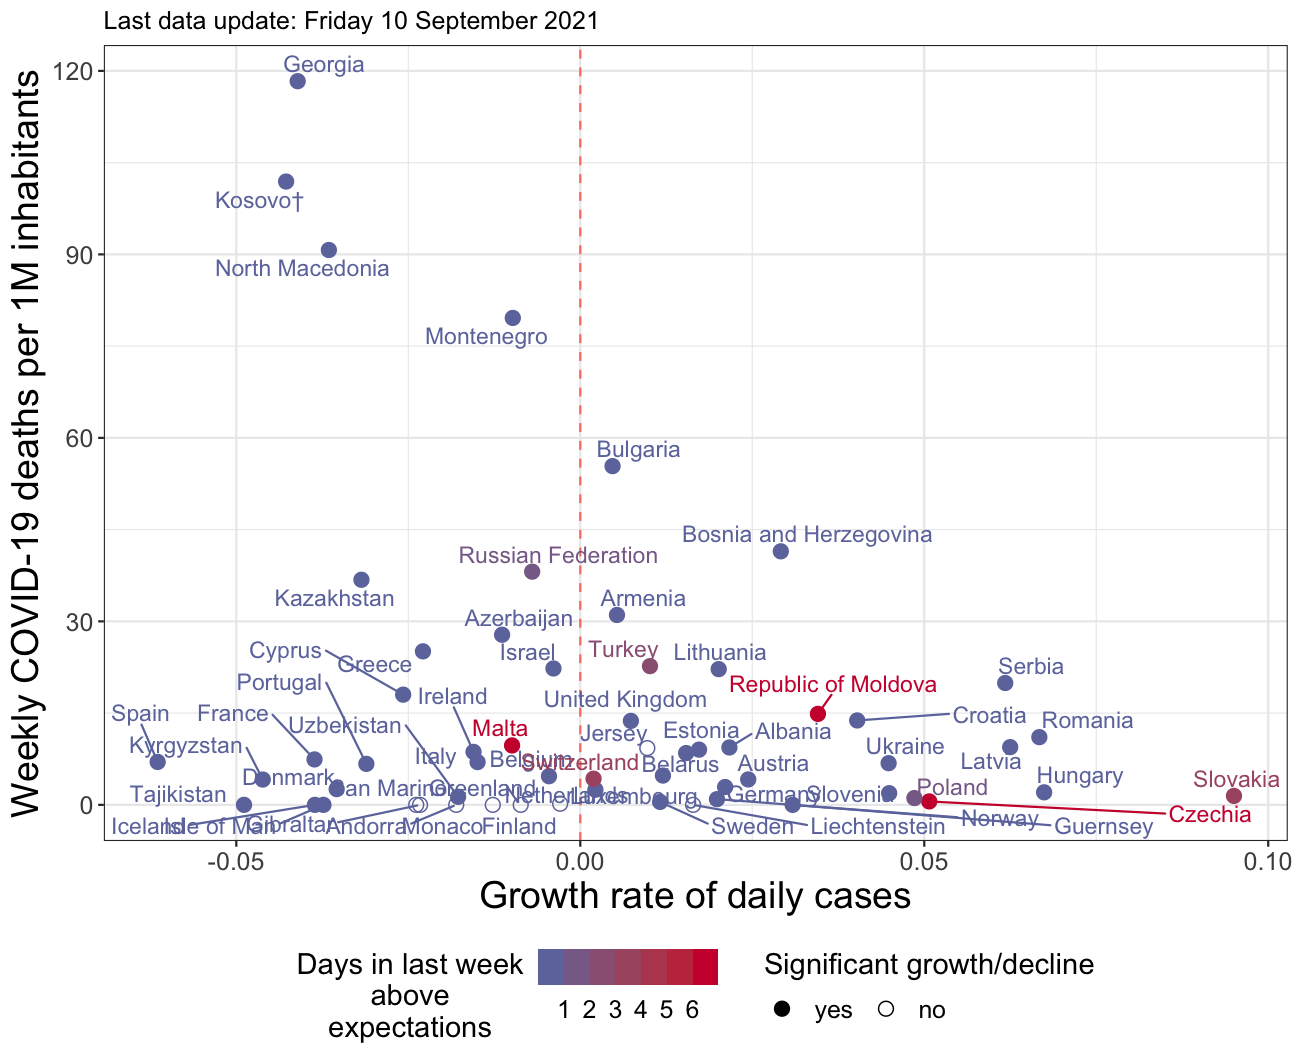 Last data update: Friday 10 September 2021
Weekly COVID-19 deaths per 1M inhabitants
120
90
60
30
0
Georgia
Kosovo†
North Macedonia
Montenegro
Bulgaria
Bosnia and Herzegovina
Russian Federation
Kazakhstan
Armenia
Azerbaijan
Cyprus
Greece
Israel
Turkey
Lithuania
Serbia
Portugal
Ireland
United Kingdom
Republic of Moldova
Spain
France
Uzbekistan
Malta
Jersey
Estonia
Albania
Croatia
Romania
Kyrgyzstan
Italy
Belgium
Switzerland
Belarus
Austria
Ukraine
Latvia
Denmark
San Marino
Greenland
Hungary
Slovakia
Tajikistan
Netherlands
Luxembourg
Germany
Slovenia
Poland
Czechia
Iceland
Isle of Man
Gibraltar
Andorra
Monaco
Finland
Sweden
Liechtenstein
Norway
Guernsey
-0.05
0.00
0.05
0.10
Growth rate of daily cases
Days in last week
above
expectations
1 2 3 4 5 6
Significant growth/decline
yes
no